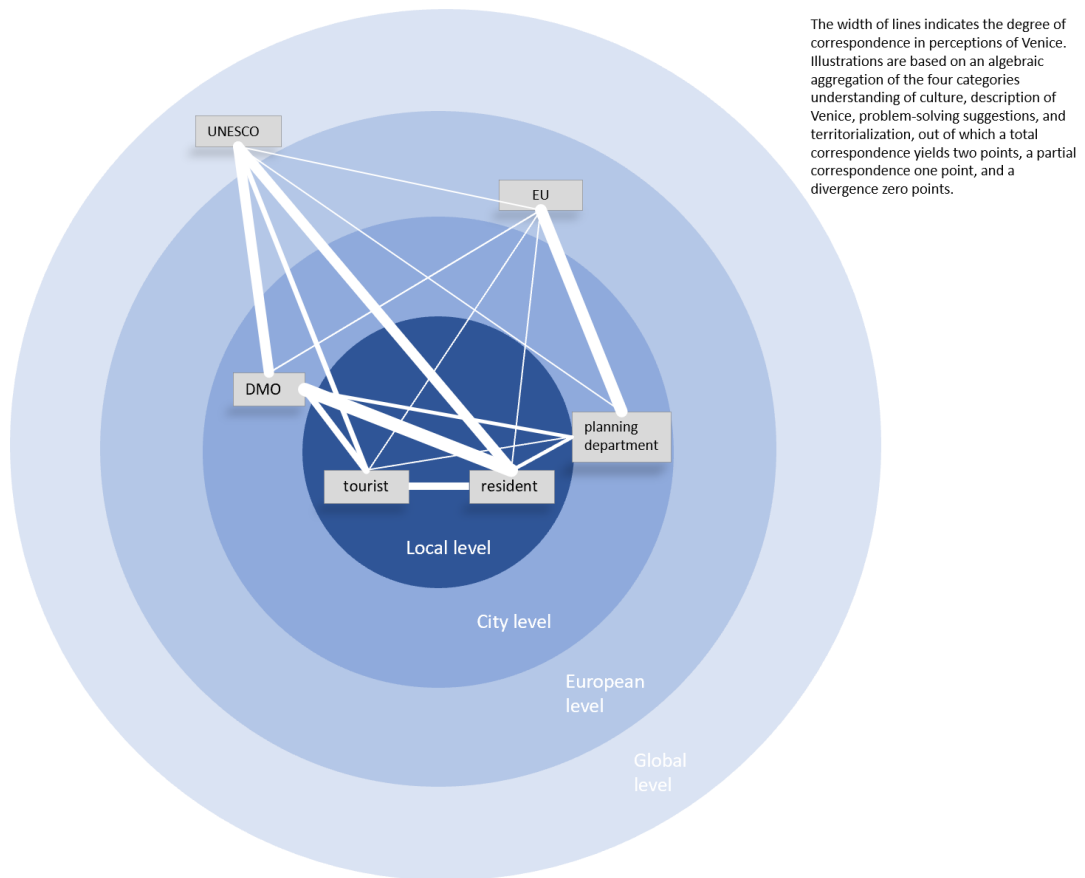 The width of lines indicates the degree of
correspondence in perceptions of Venice.
Illustrations are based on an algebraic
aggregation of the four categories
understanding of culture, description of
Venice, problem-solving suggestions, and
territorialization, out of which a total
correspondence yields two points, a partial
correspondence one point, and a
divergence zero points.
UNESCO
EU
DMO
planning
department
tourist
resident
Local level
City level
European
level
Global
level